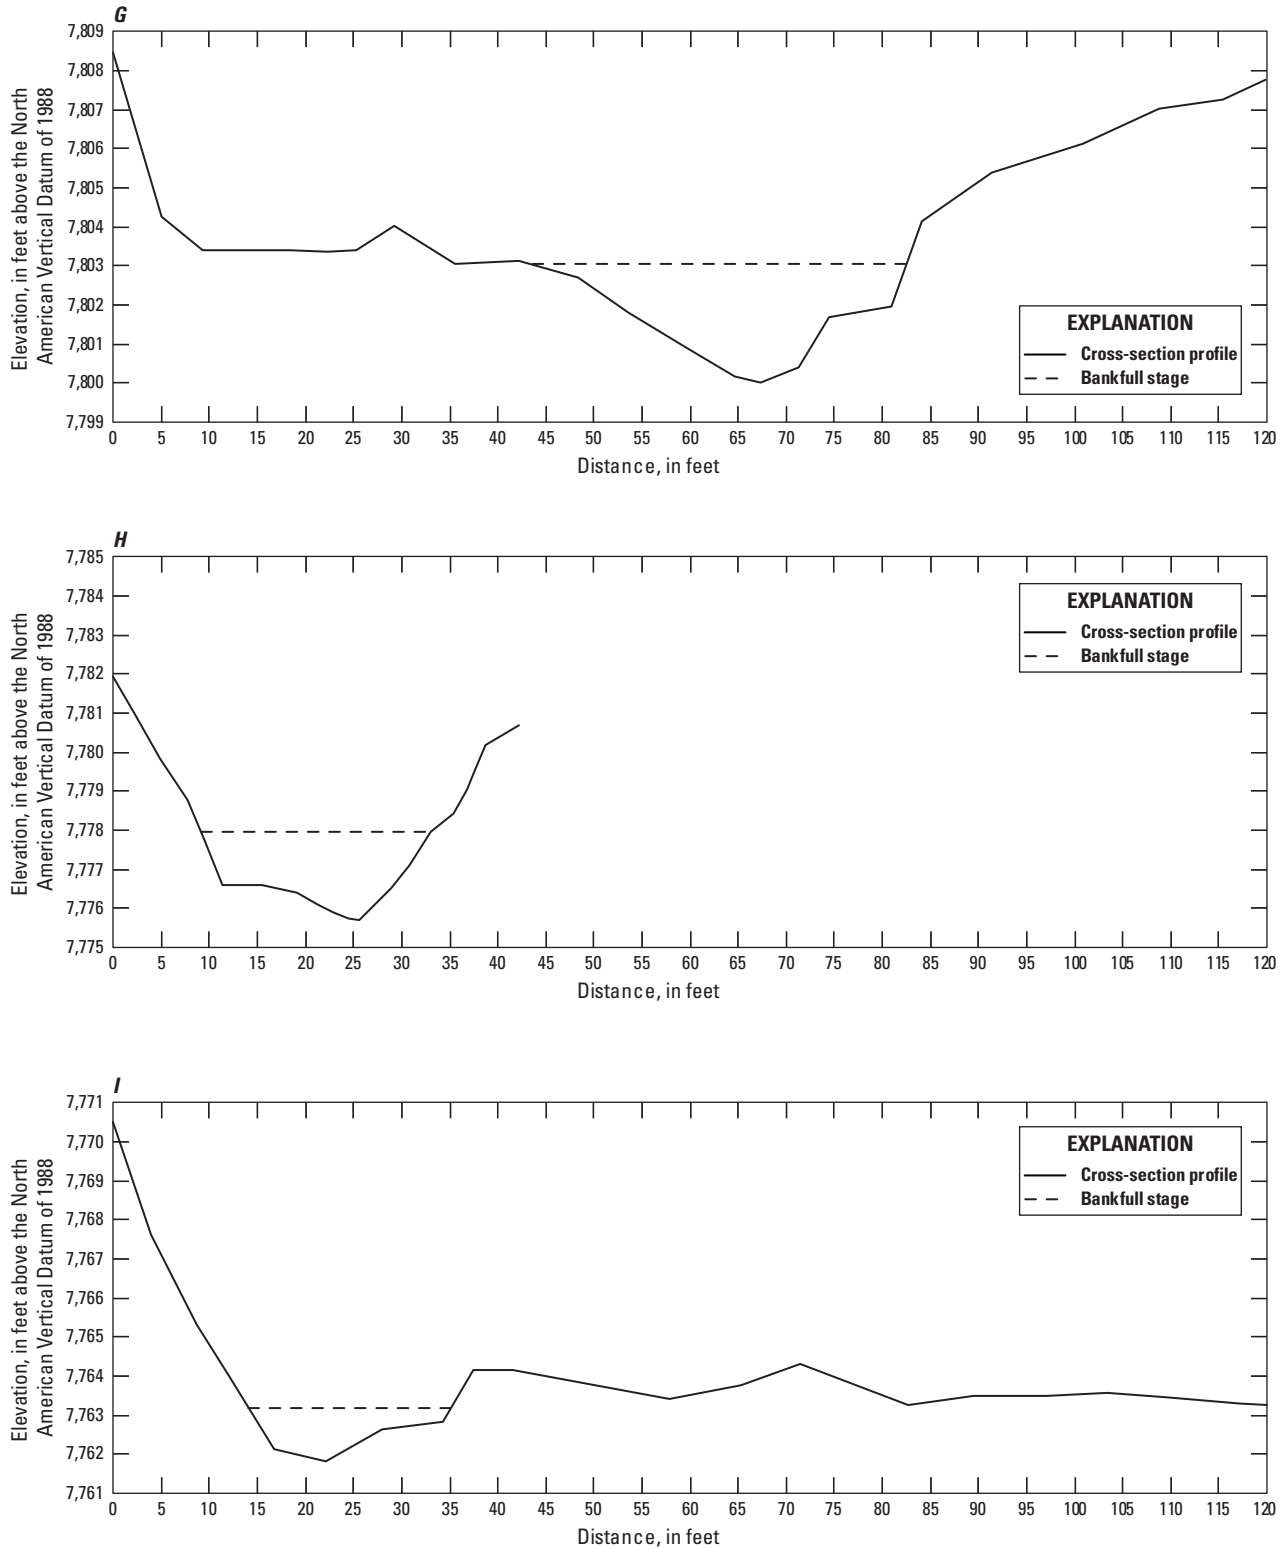 G
7,809
7,808
7,807
7,806
7,805
7,804
7,803
7,802
7,801
7,800
7,799
Elevation, in feet above the North
American Vertical Datum of 1988
EXPLANATION
Cross-section profile
Bankfull stage
0 5 10 15 20 25 30 35 40 45 50 55 60 65 70 75 80 85 90 95 100 105 110 115 120
Distance, in feet
H
7,785
7,784
7,783
7,782
7,781
7,780
7,779
7,778
7,777
7,776
7,775
Elevation, in feet above the North
American Vertical Datum of 1988
EXPLANATION
Cross-section profile
Bankfull stage
0 5 10 15 20 25 30 35 40 45 50 55 60 65 70 75 80 85 90 95 100 105 110 115 120
Distance, in feet
I
7,771
7,770
7,769
7,768
7,767
7,766
7,765
7,764
7,763
7,762
7,761
Elevation, in feet above the North
American Vertical Datum of 1988
EXPLANATION
Cross-section profile
Bankfull stage
0 5 10 15 20 25 30 35 40 45 50 55 60 65 70 75 80 85 90 95 100 105 110 115 120
Distance, in feet